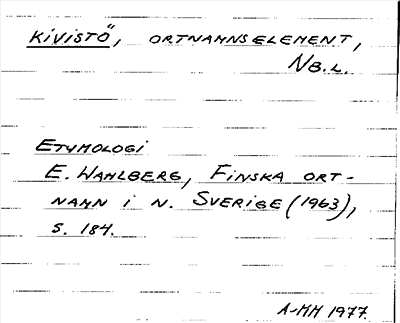 KIVISTÖ, ORTNAMNSELEMENT,
NB.L.
ETYMOLOGI
E. WAHLBERG, FINSKA ORT-
NAMN I N. SVERIGE (1963),
S. 184.
A-MH 1977.